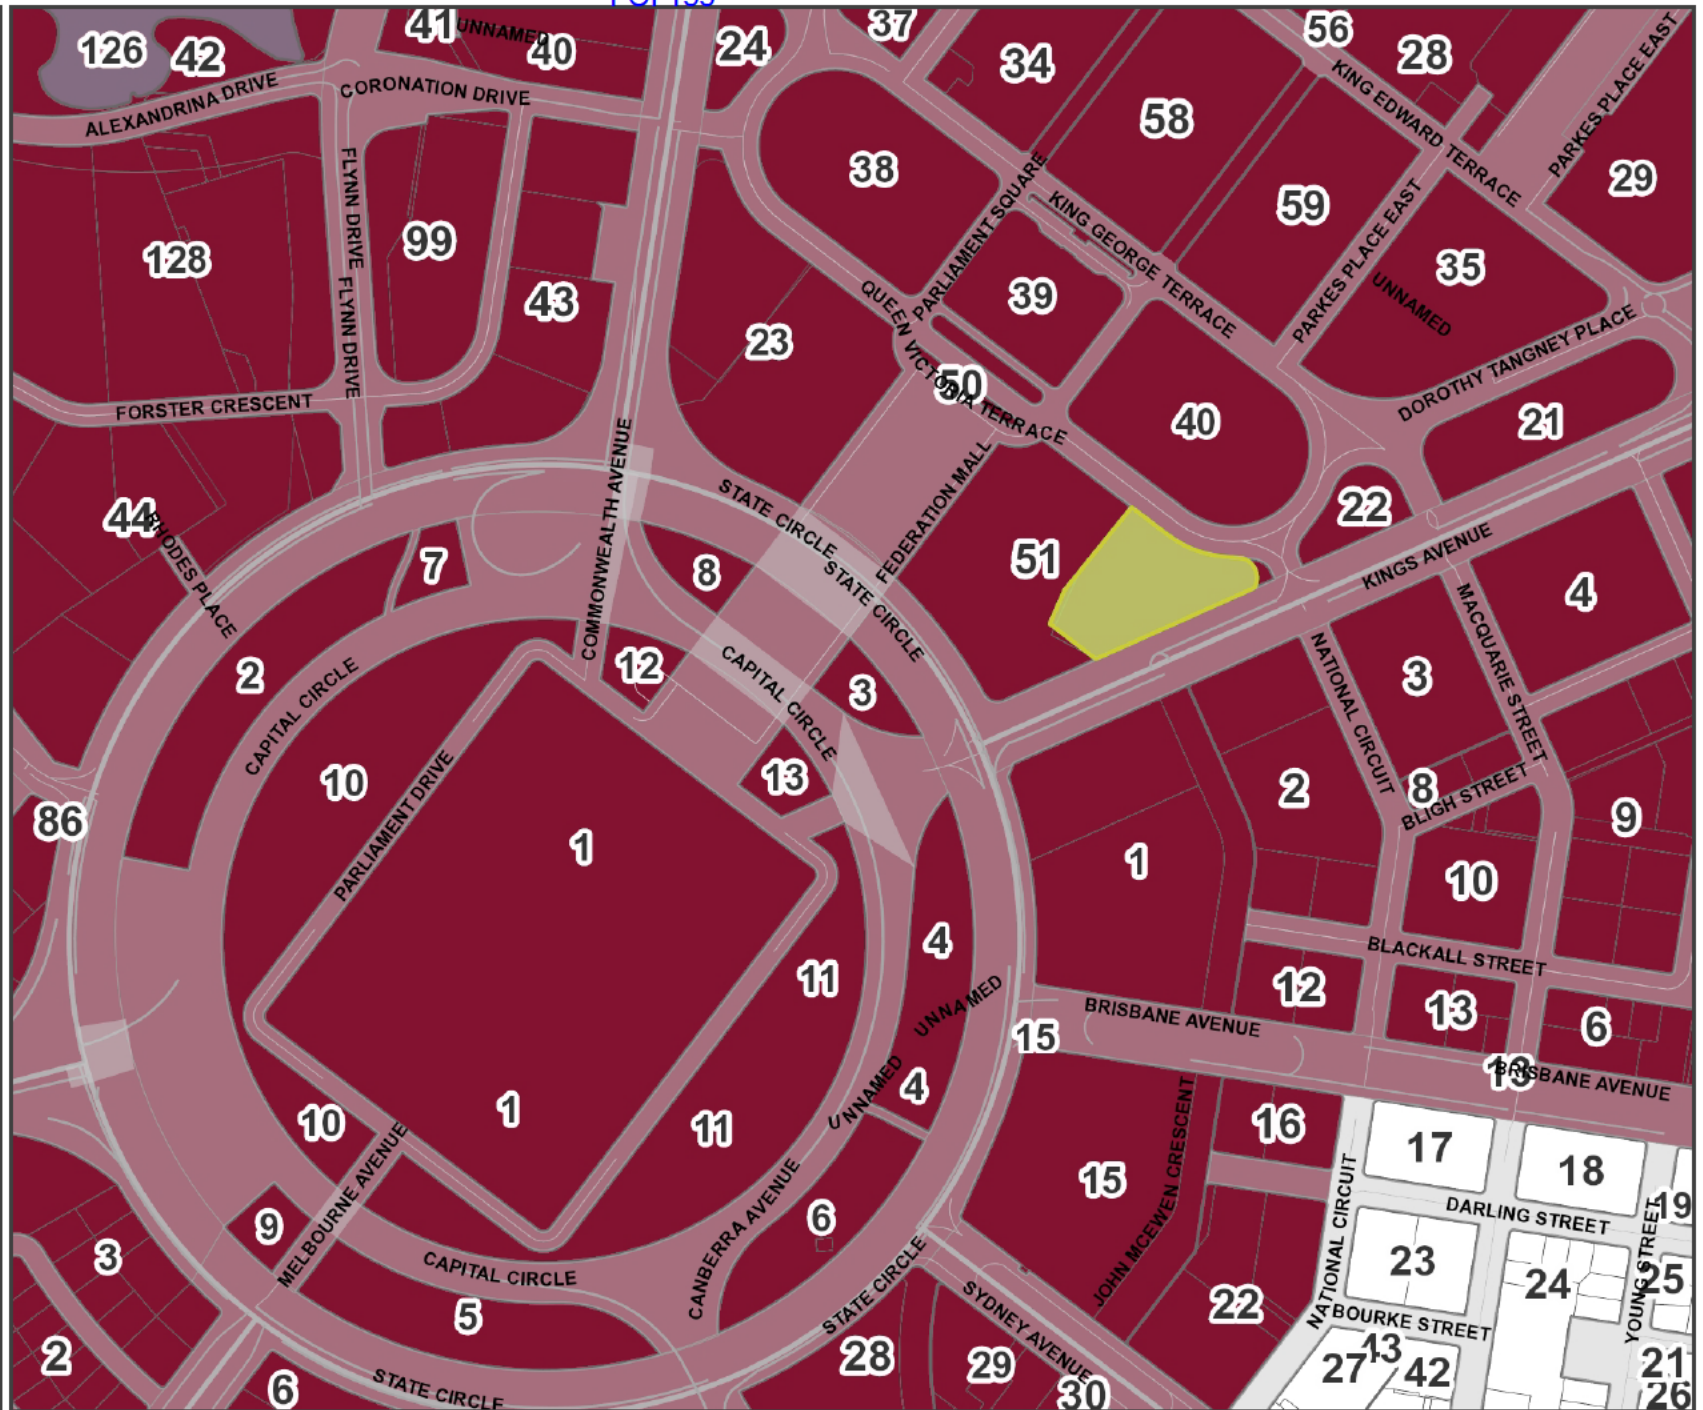 126
42
41
UNNAMED
40
24
37
34
56
28
KING EDWARD TERRACE
PARKES PLACE EAST
ALEXANDRINA DRIVE
CORONATION DRIVE
58
38
29
128
FLYNN DRIVE
FLYNN DRIVE
FLYNN DRIVE
99
43
PARLIAMENT SQUARE
KING GEORGE TERRACE
59
PARKES PLACE EAST
35
UNNAMED
23
39
QUEEN VICTORIA TERRACE
50
40
DOROTHY TANGNEY PLACE
21
FORSTER CRESCENT
44
RHODES PLACE
COMMONWEALTH AVENUE
STATE CIRCLE
STATE CIRCLE
FEDERATION MALL
51
22
KINGS AVENUE
7
8
4
2
CAPITAL CIRCLE
12
CAPITAL CIRCLE
3
NATIONAL CIRCUIT
3
MACQUARIE STREET
10
PARLIAMENT DRIVE
13
2
8
BLIGH STREET
9
86
1
1
10
11
4
UNNAMED
BLACKALL STREET
12
13
6
15
BRISBANE AVENUE
13
BRISBANE AVENUE
10
1
11
UNNAMED
4
16
17
18
15
JOHN MCEWEN CRESCENT
NATIONAL CIRCUIT
DARLING STREET
19
YOUNG STREET
9
MELBOURNE AVENUE
3
CAPITAL CIRCLE
CANBERRA AVENUE
6
STATE CIRCLE
SYDNEY AVENUE
22
23
24
25
BOURKE STREET
5
2
6
STATE CIRCLE
28
29
30
27
43
42
21
26